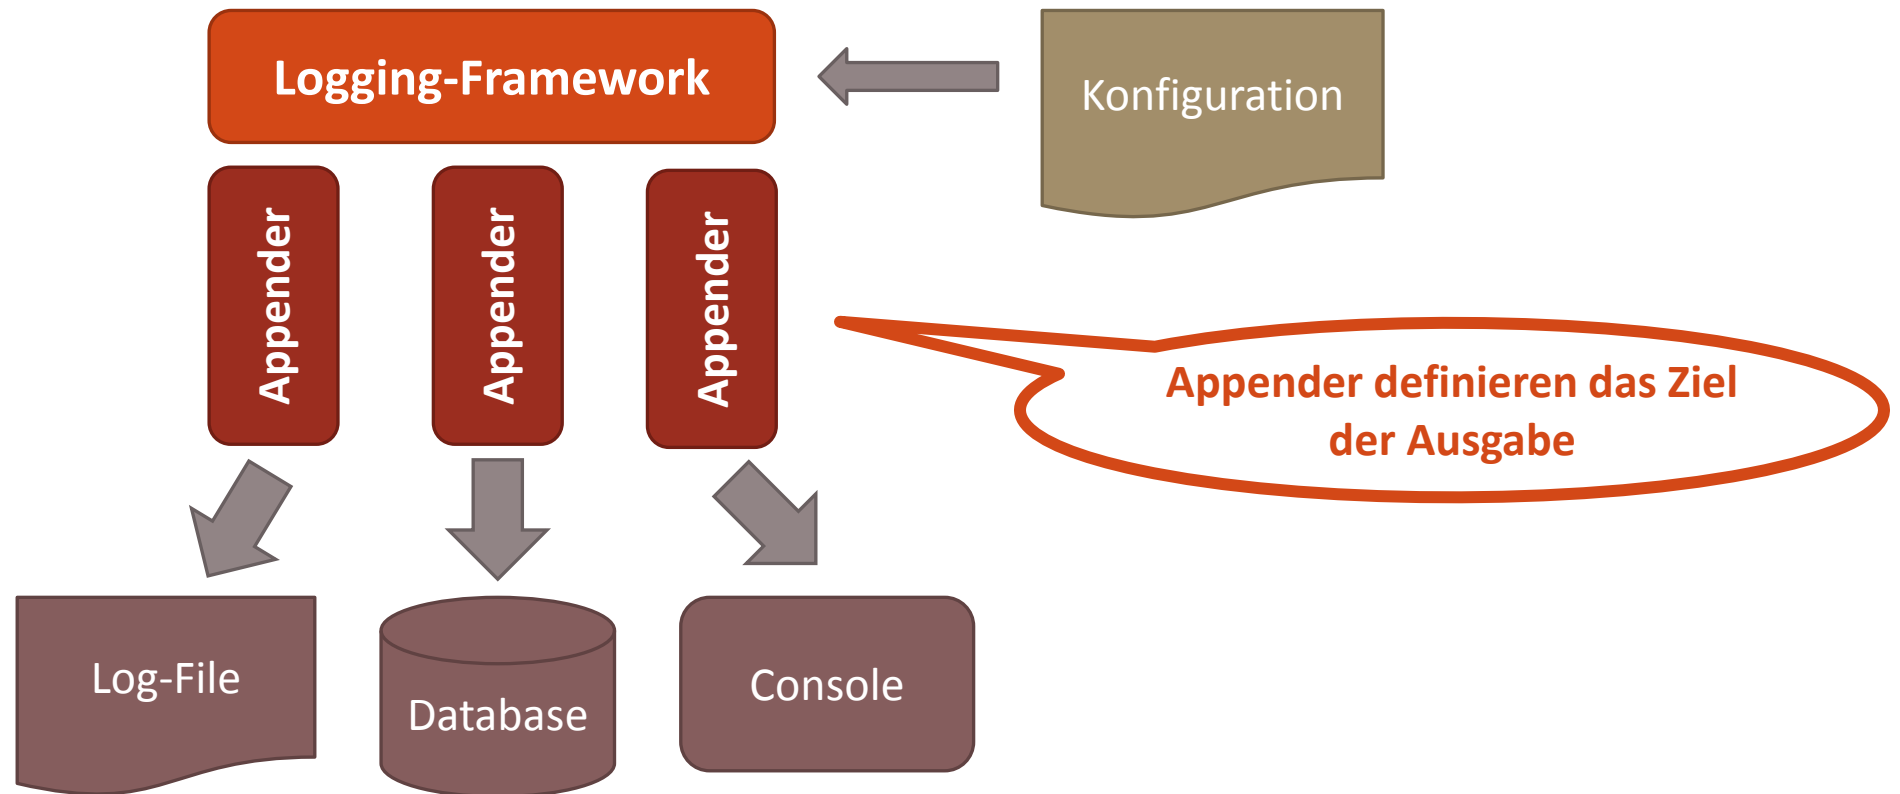 Logging-Framework
Konfiguration
Appender
Appender
Appender
Appender definieren das Ziel
der Ausgabe
Log-File
Database
Console